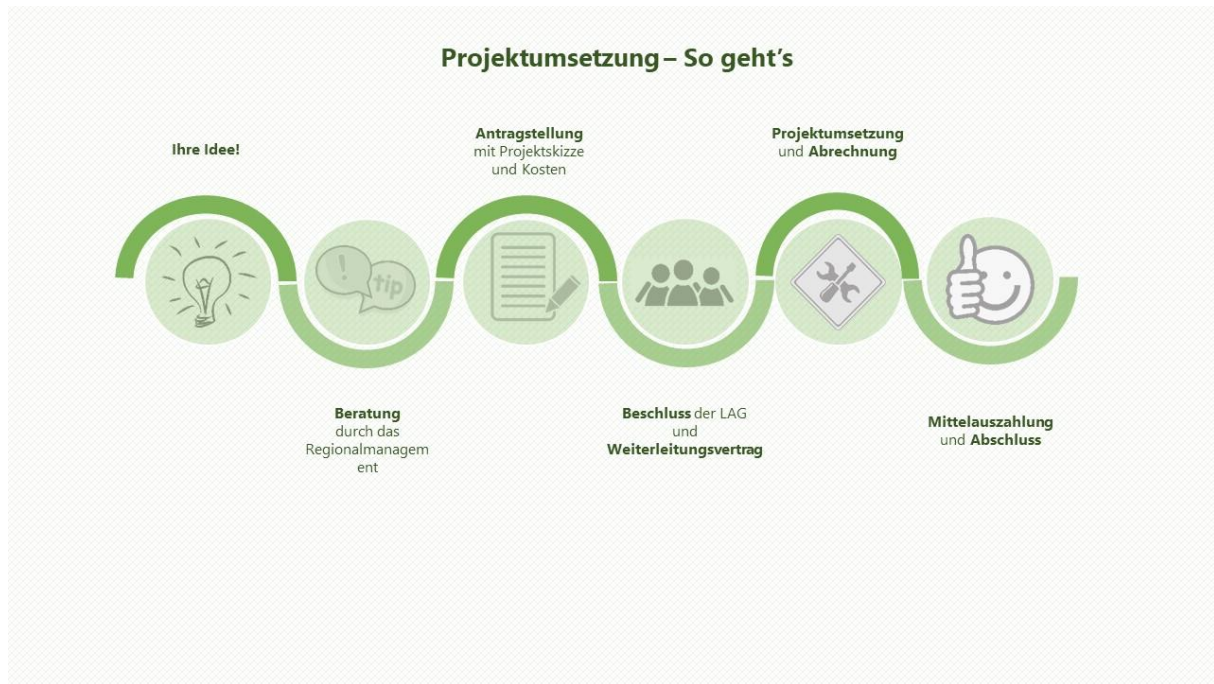 Projektumsetzung – So geht's
Ihre Idee!
! tip
Beratung
durch das
Regionalmanagem
ent
Antragstellung
mit Projektskizze
und Kosten
Beschluss der LAG
und
Weiterleitungsvertrag
Projektumsetzung
und Abrechnung
Mittelauszahlung
und Abschluss